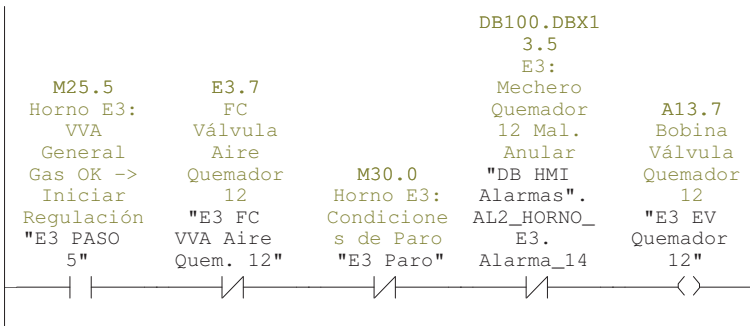 M25.5
Horno E3:
VVA
General
Gas OK ->
Iniciar
Regulación
"E3 PASO
5"
E3.7
FC
Válvula
Aire
Quemador
12
"E3 FC
VVA Aire
Quem. 12"
M30.0
Horno E3:
Condicione
s de Paro
"E3 Paro"
DB100.DBX1
3.5
E3:
Mechero
Quemador
12 Mal.
Anular
"DB HMI
Alarmas".
AL2_HORNO_
E3.
Alarma_14
A13.7
Bobina
Válvula
Quemador
12
"E3 EV
Quemador
12"